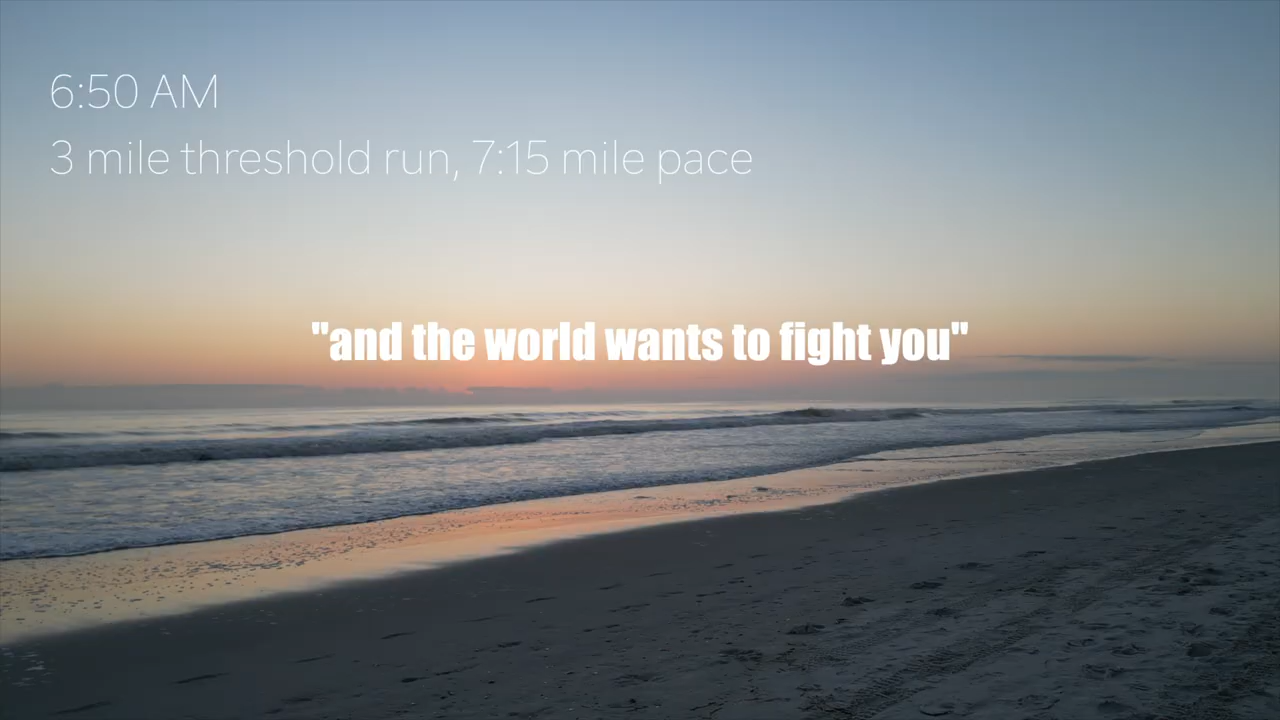 6:50 AM
3 mile threshold run, 7:15 mile pace
"and the world wants to fight you"